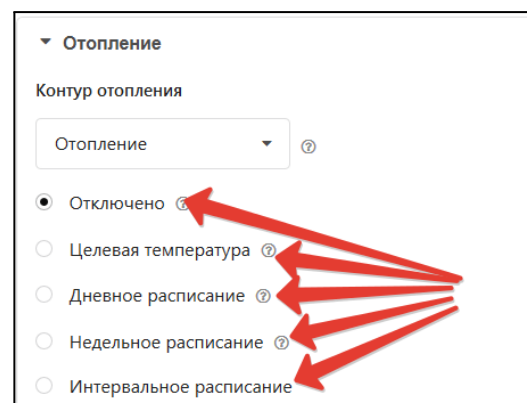 Отопление
Контур отопления
Отопление
Отключено
Целевая температура
Дневное расписание
Недельное расписание
Интервальное расписание